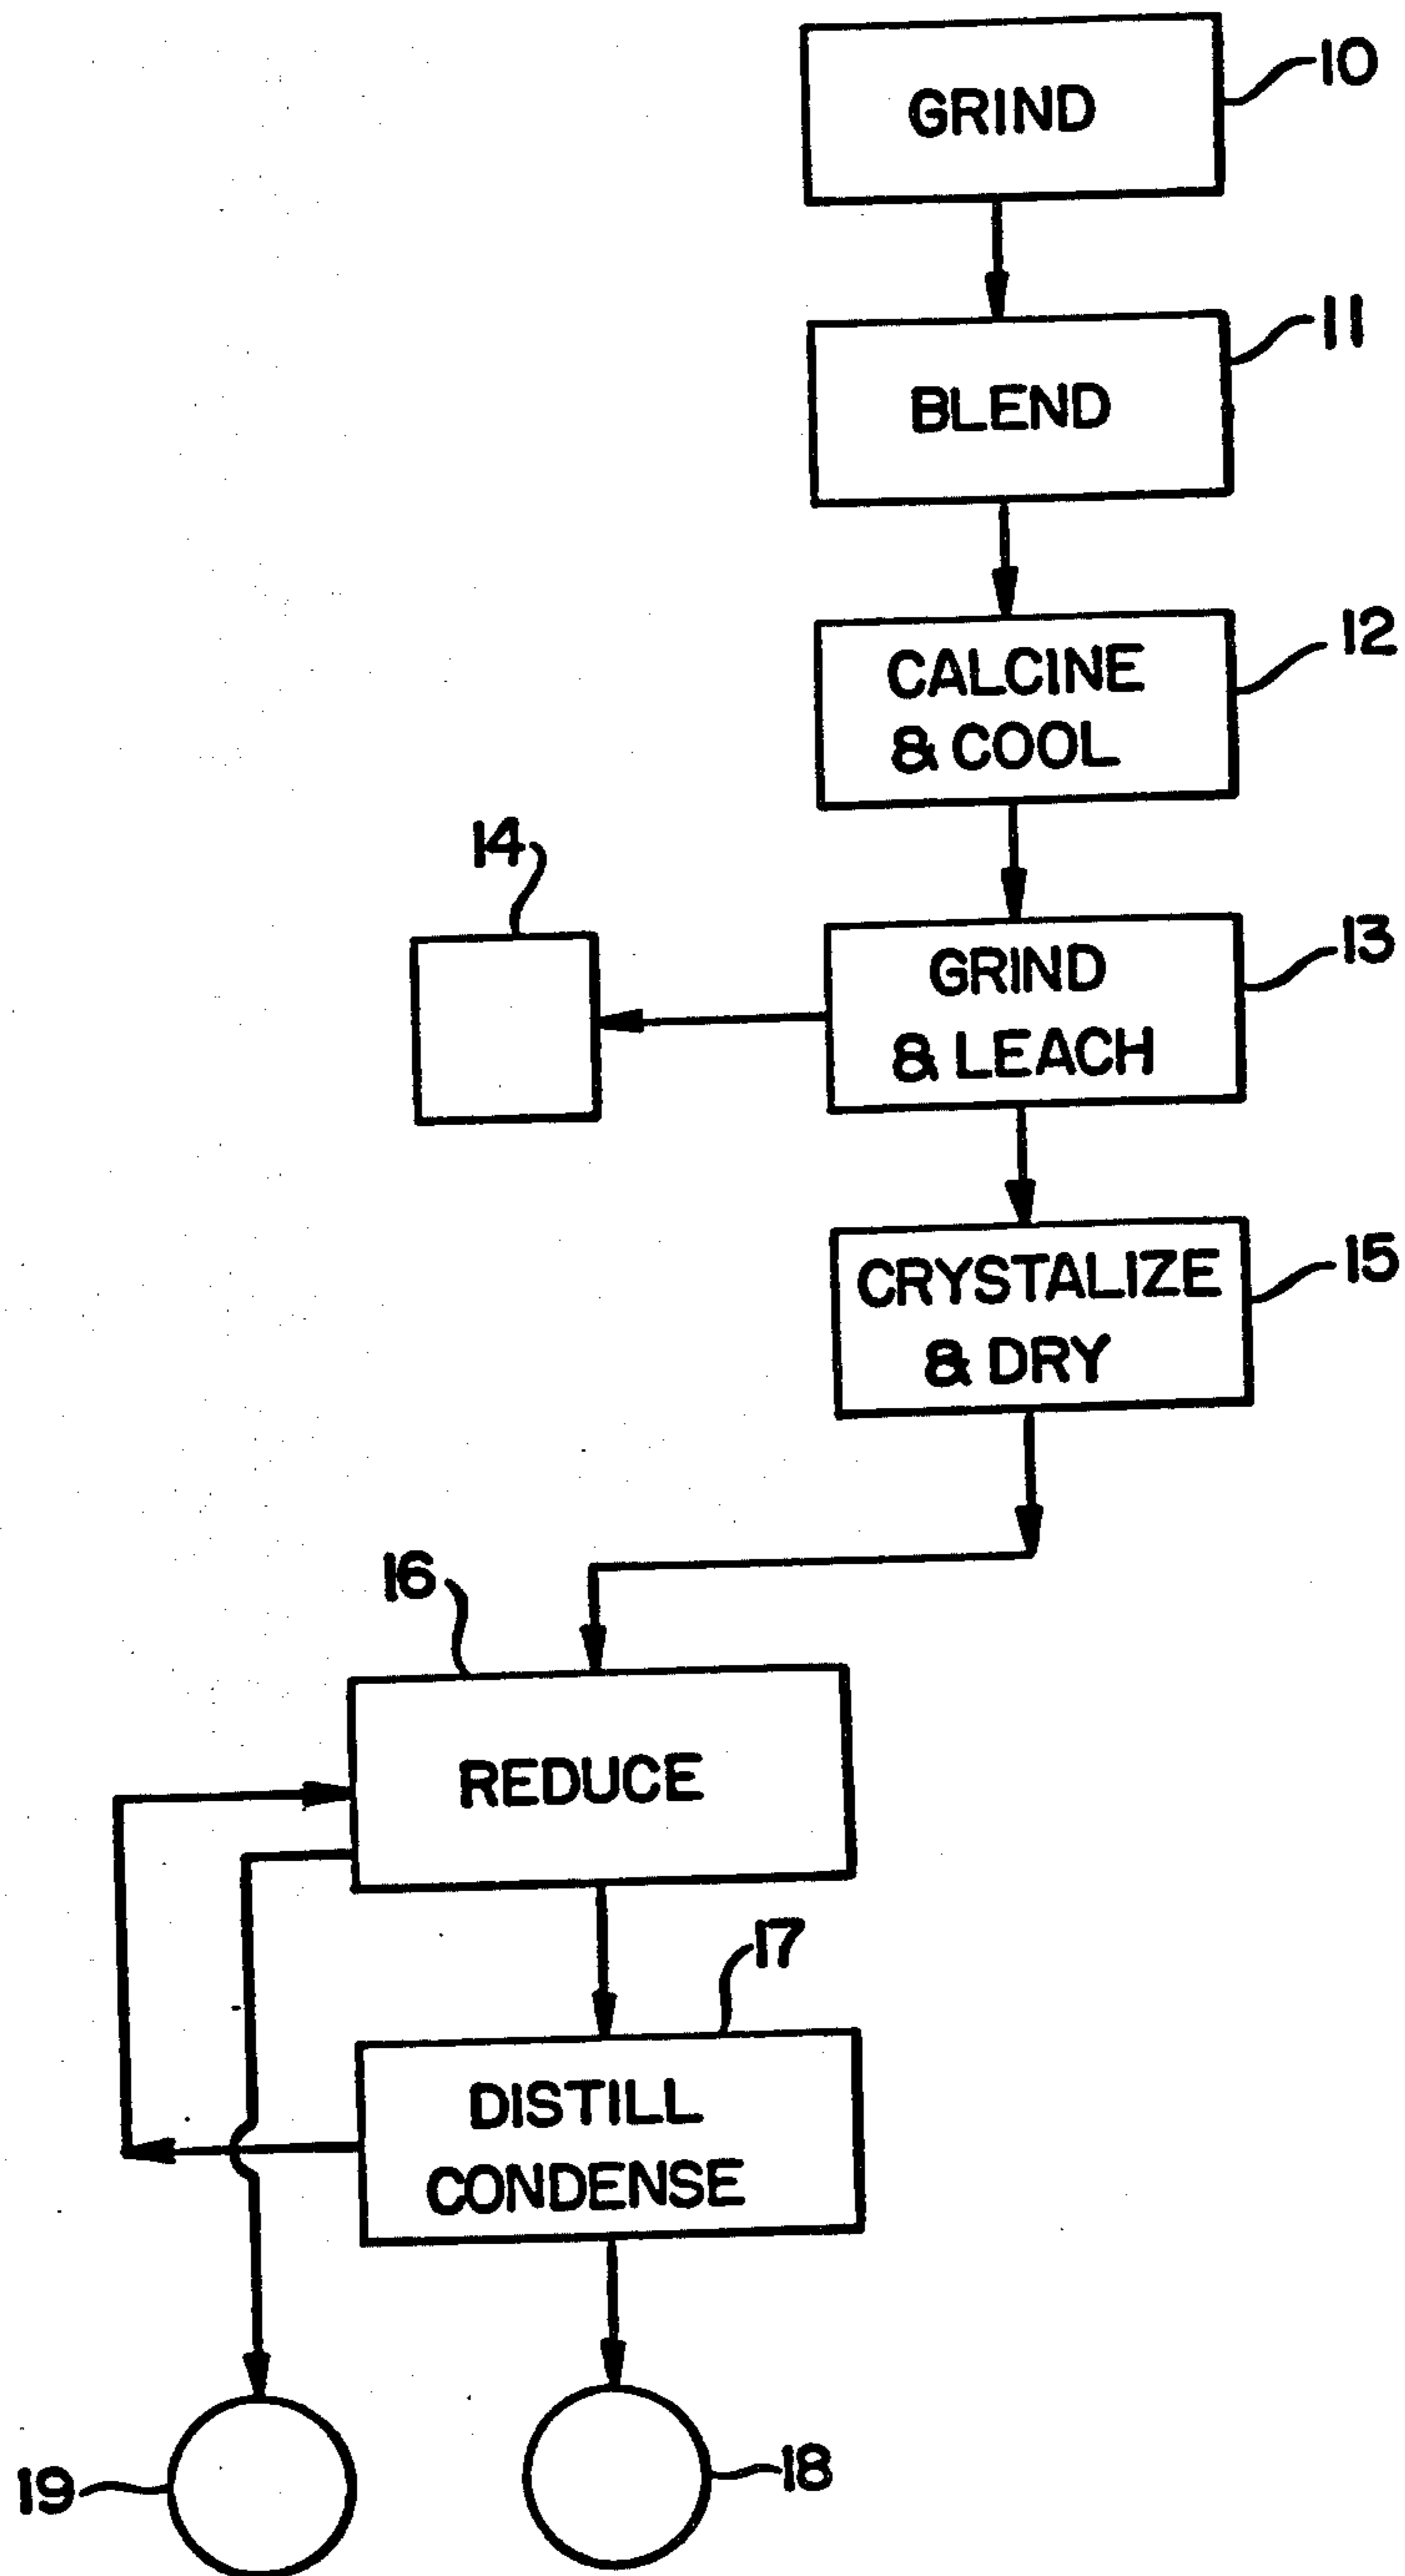 GRIND
10
BLEND
11
CALCINE
& COOL
12
14
GRIND
& LEACH
13
CRYSTALIZE
& DRY
15
16
REDUCE
17
DISTILL
CONDENSE
19
18